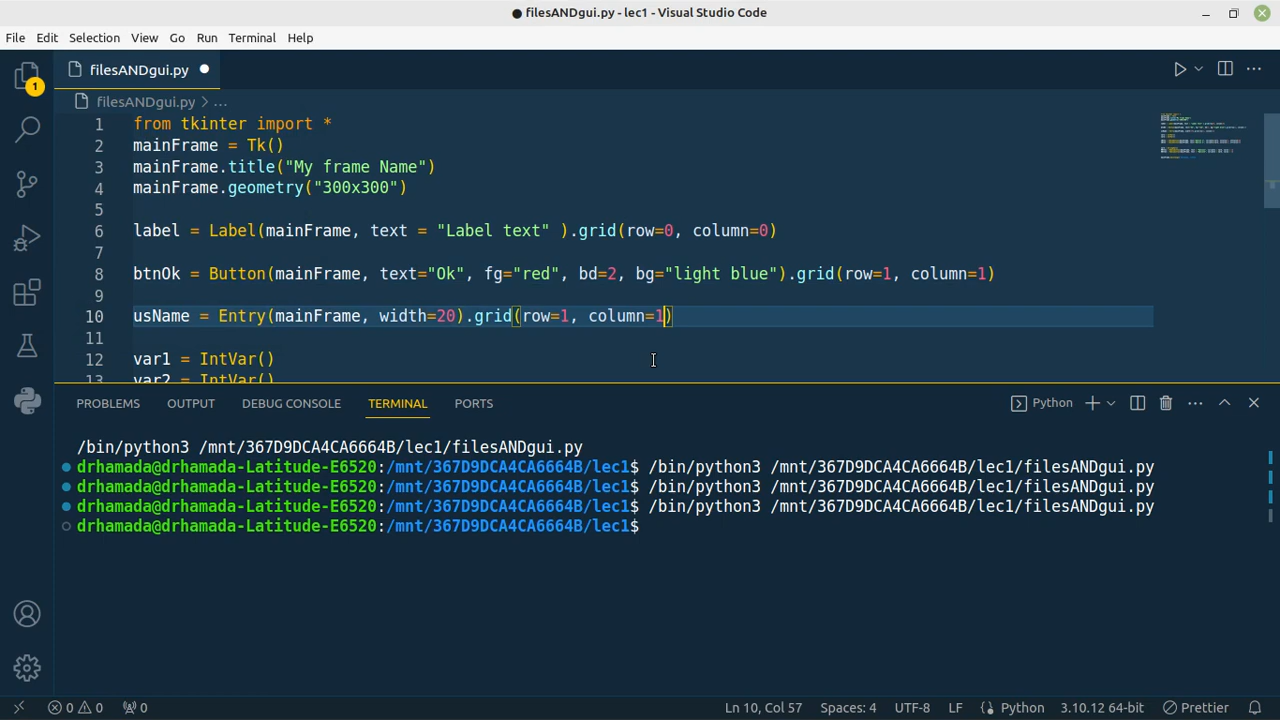 filesANDgui.py - lec1 - Visual Studio Code
File Edit Selection View Go Run Terminal Help
filesANDgui.py
1
filesANDgui.py > ...
1 from tkinter import *
2 mainFrame = Tk()
3 mainFrame.title("My frame Name")
4 mainFrame.geometry("300x300")
5
6 label = Label(mainFrame, text = "Label text" ).grid(row=0, column=0)
7
8 btnOk = Button(mainFrame, text="Ok", fg="red", bd=2, bg="light blue").grid(row=1, column=1)
9
10 usName = Entry(mainFrame, width=20).grid(row=1, column=1)
11
12 var1 = IntVar()
13 var2 = IntVar()
PROBLEMS OUTPUT DEBUG CONSOLE TERMINAL PORTS Python
/bin/python3 /mnt/367D9DCA4CA6664B/lec1/filesANDgui.py
drhamada@drhamada-Latitude-E6520:/mnt/367D9DCA4CA6664B/lec1$ /bin/python3 /mnt/367D9DCA4CA6664B/lec1/filesANDgui.py
drhamada@drhamada-Latitude-E6520:/mnt/367D9DCA4CA6664B/lec1$ /bin/python3 /mnt/367D9DCA4CA6664B/lec1/filesANDgui.py
drhamada@drhamada-Latitude-E6520:/mnt/367D9DCA4CA6664B/lec1$ /bin/python3 /mnt/367D9DCA4CA6664B/lec1/filesANDgui.py
drhamada@drhamada-Latitude-E6520:/mnt/367D9DCA4CA6664B/lec1$
0 0 0 Ln 10, Col 57 Spaces: 4 UTF-8 LF Python 3.10.12 64-bit Prettier